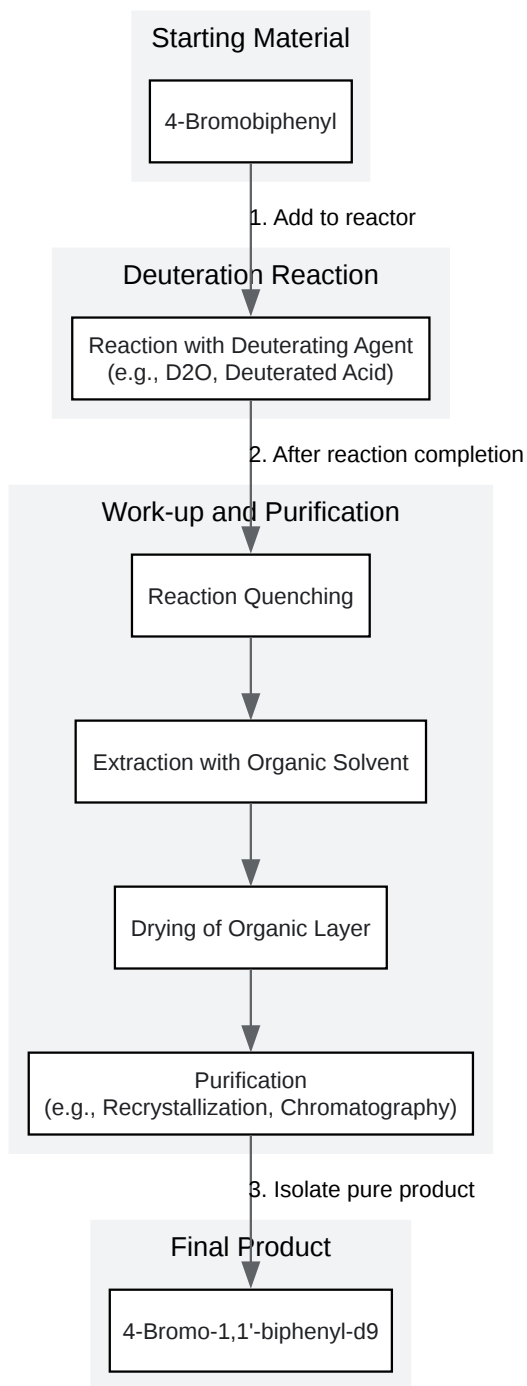 Starting Material
4-Bromobiphenyl
1. Add to reactor
Deuteration Reaction
Reaction with Deuterating Agent
(e.g., D2O, Deuterated Acid)
2. After reaction completion
Work-up and Purification
Reaction Quenching
Extraction with Organic Solvent
Drying of Organic Layer
Purification
(e.g., Recrystallization, Chromatography)
3. Isolate pure product
Final Product
4-Bromo-1,1'-biphenyl-d9